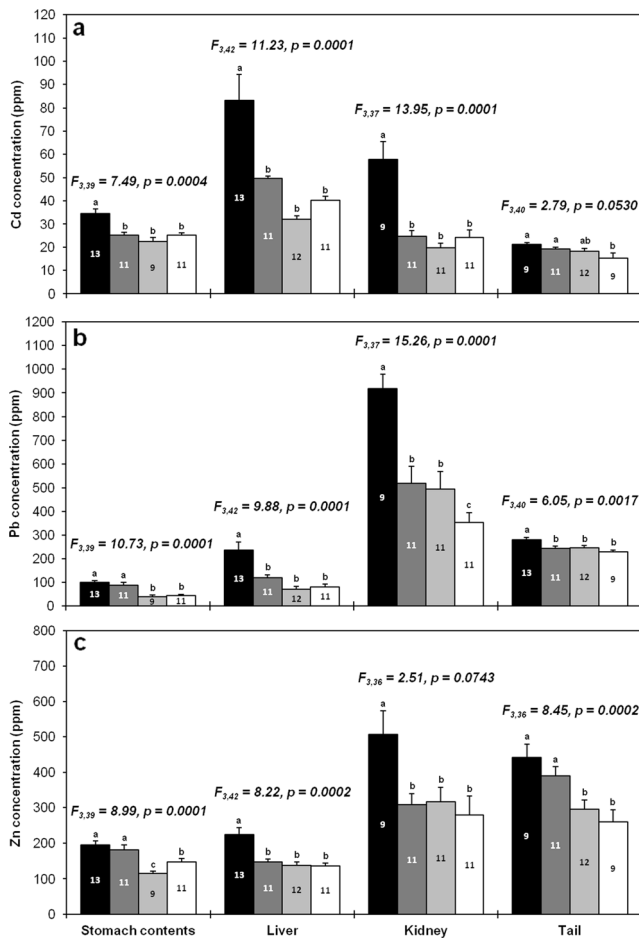 a
Cd concentration (ppm)
120
110
100
90
80
70
60
50
40
30
20
10
0
F3,39 = 7.49, p = 0.0004
F3,42 = 11.23, p = 0.0001
F3,37 = 13.95, p = 0.0001
F3,40 = 2.79, p = 0.0530
a b b b
a b b b
a b b b
a a ab b
13 11 9 11
13 11 12 11
9 11 11 11
9 11 12 9
b
Pb concentration (ppm)
1200
1100
1000
900
800
700
600
500
400
300
200
100
0
F3,39 = 10.73, p = 0.0001
F3,42 = 9.88, p = 0.0001
F3,37 = 15.26, p = 0.0001
F3,40 = 6.05, p = 0.0017
a a b b
a b b b
a b b c
a b b b
13 11 9 11
13 11 12 11
9 11 11 11
13 11 12 9
c
Zn concentration (ppm)
800
700
600
500
400
300
200
100
0
F3,39 = 8.99, p = 0.0001
F3,42 = 8.22, p = 0.0002
F3,36 = 2.51, p = 0.0743
F3,36 = 8.45, p = 0.0002
a a c b
a b b b
a b b b
a a b b
13 11 9 11
13 11 12 11
9 11 11 11
9 11 12 9
Stomach contents Liver Kidney Tail